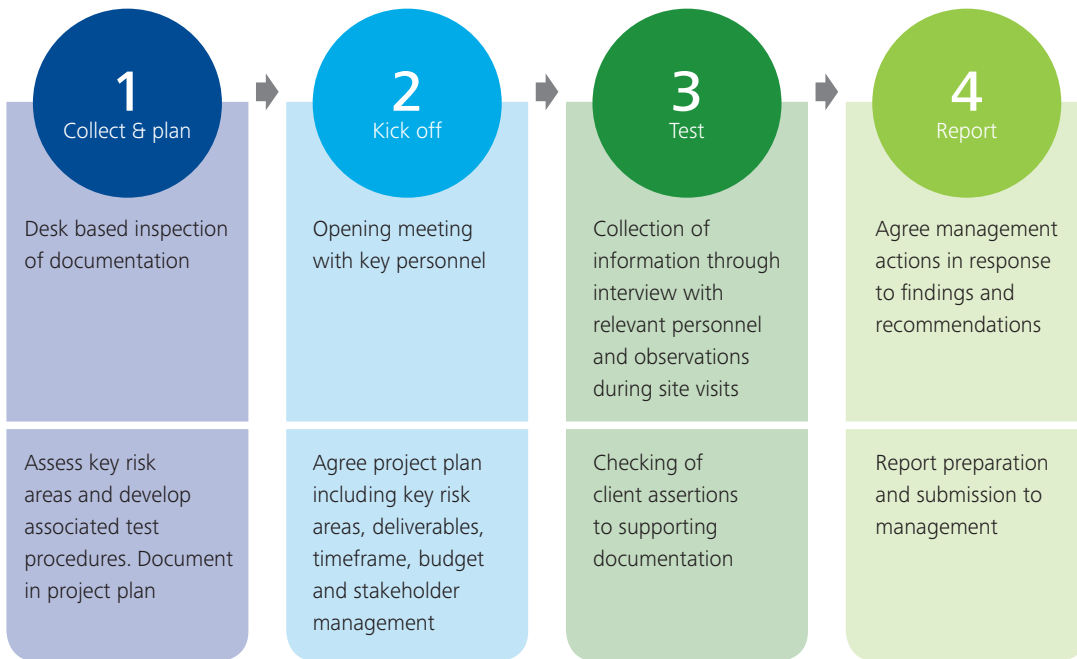 1
Collect & plan
Desk based inspection
of documentation
Assess key risk
areas and develop
associated test
procedures. Document
in project plan
2
Kick off
Opening meeting
with key personnel
Agree project plan
including key risk
areas, deliverables,
timeframe, budget
and stakeholder
management
3
Test
Collection of
information through
interview with
relevant personnel
and observations
during site visits
Checking of
client assertions
to supporting
documentation
4
Report
Agree management
actions in response
to findings and
recommendations
Report preparation
and submission to
management